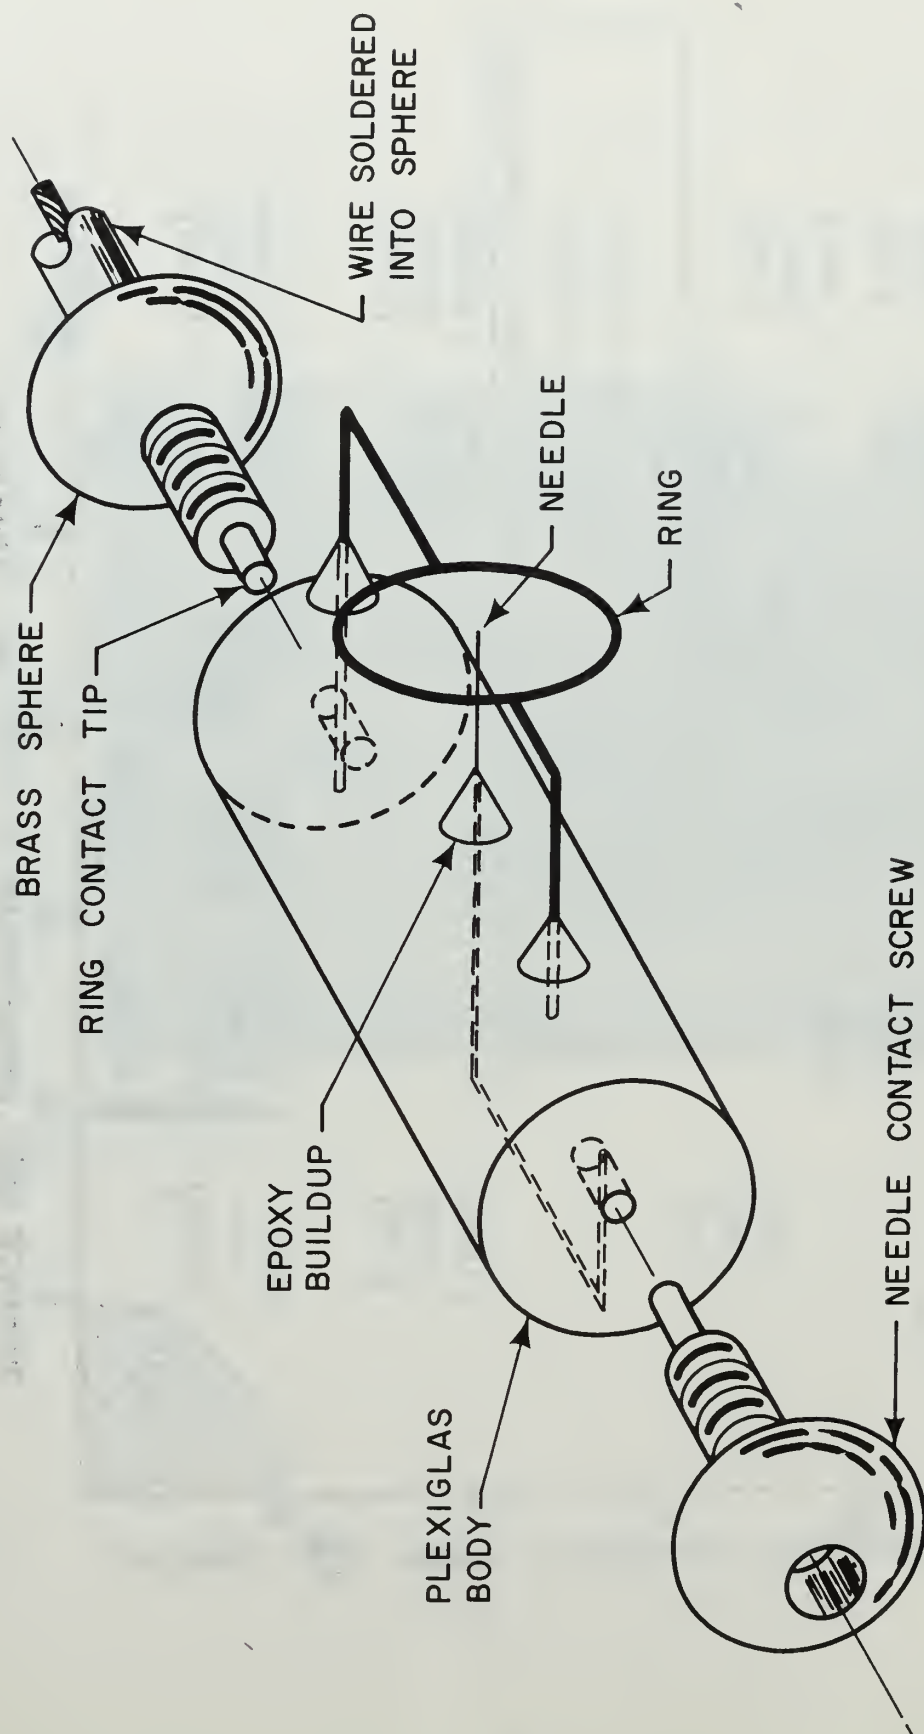 BRASS SPHERE
RING CONTACT TIP
EPOXY
BUILDUP
WIRE SOLDERED
INTO SPHERE
PLEXIGLAS
BODY
NEEDLE
RING
NEEDLE CONTACT SCREW